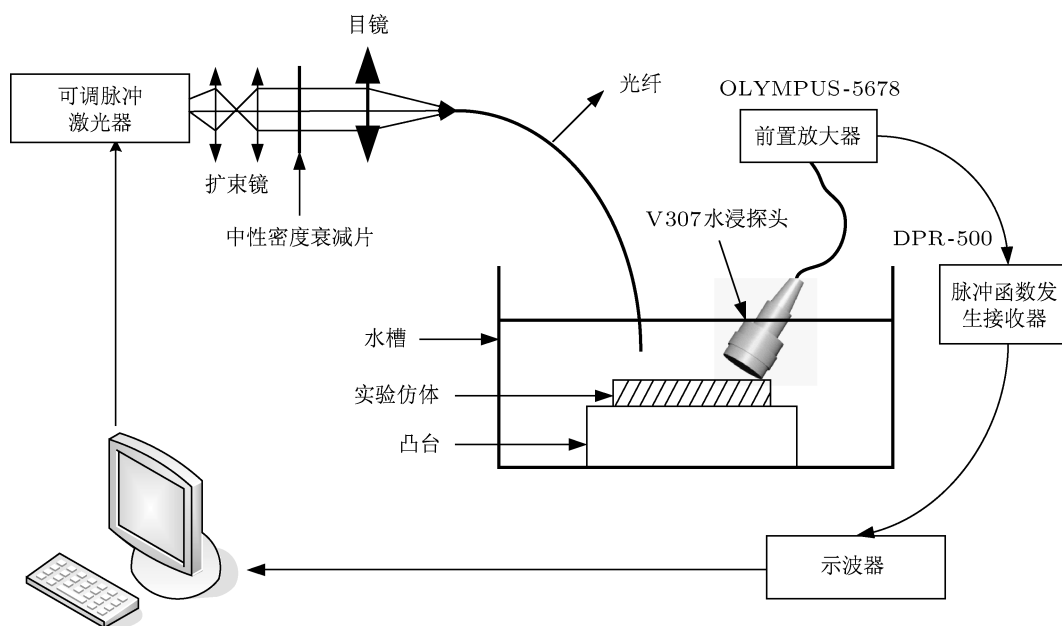 目镜
可调脉冲
激光器
扩束镜
中性密度衰减片
光纤
OLYMPUS-5678
前置放大器
V307水浸探头
DPR-500
脉冲函数发
生接收器
水槽
实验仿体
凸台
示波器